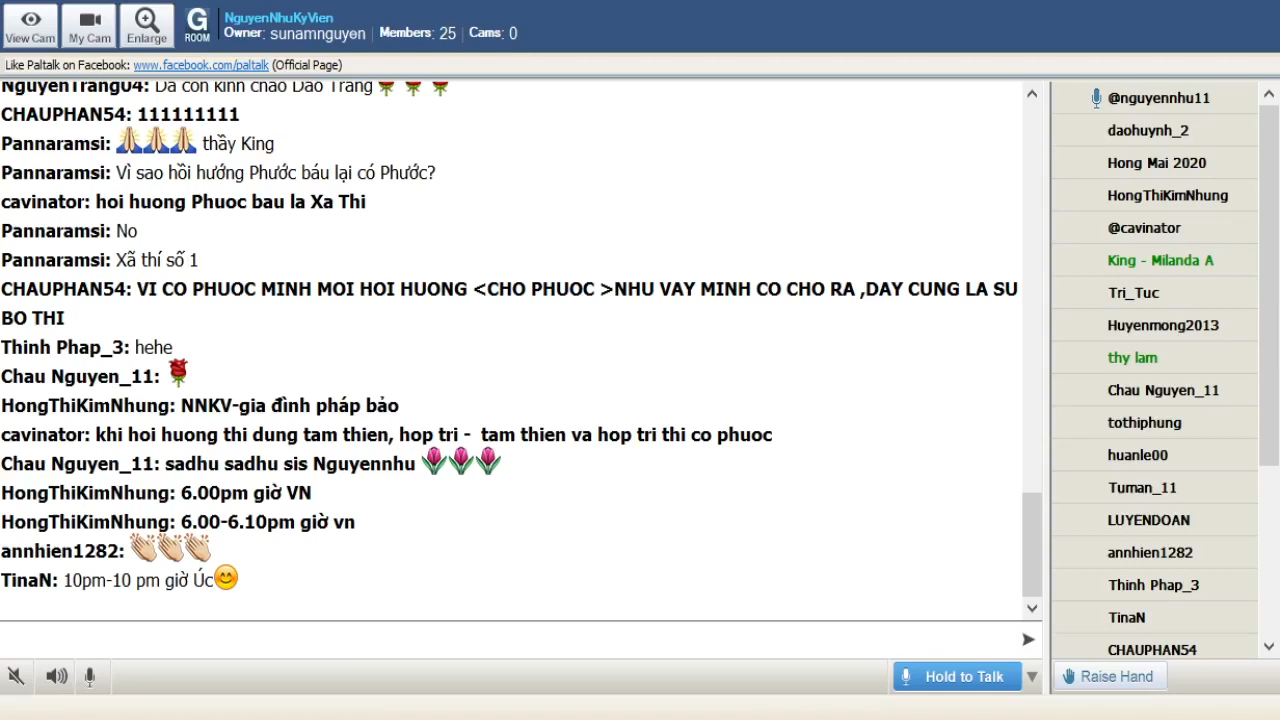 View Cam
My Cam
Enlarge
G
ROOM
NguyenNhuKyVien
Owner: sunamnguyen | Members: 25 | Cams: 0
Like Paltalk on Facebook: www.facebook.com/paltalk (Official Page)
NguyenTrang04: Da con kinh chao Dao Trang
CHAUPHAN54: 111111111
Pannaramsi: thầy King
Pannaramsi: Vì sao hồi hướng Phước báu lại có Phước?
cavinator: hoi huong Phuoc bau la Xa Thi
Pannaramsi: No
Pannaramsi: Xã thí số 1
CHAUPHAN54: VI CO PHUOC MINH MOI HOI HUONG <CHO PHUOC >NHU VAY MINH CO CHO RA ,DAY CUNG LA SU
BO THI
Thinh Phap_3: hehe
Chau Nguyen_11:
HongThiKimNhung: NNKV-gia đình pháp bảo
cavinator: khi hoi huong thi dung tam thien, hop tri - tam thien va hop tri thi co phuoc
Chau Nguyen_11: sadhu sadhu sis Nguyennhu
HongThiKimNhung: 6.00pm giờ VN
HongThiKimNhung: 6.00-6.10pm giờ vn
annhien1282:
TinaN: 10pm-10 pm giờ Úc
Hold to Talk
@nguyennhu11
daohuynh_2
Hong Mai 2020
HongThiKimNhung
@cavinator
King - Milanda A
Tri_Tuc
Huyenmong2013
thy lam
Chau Nguyen_11
tothiphung
huanle00
Tuman_11
LUYENDOAN
annhien1282
Thinh Phap_3
TinaN
CHAUPHAN54
Raise Hand